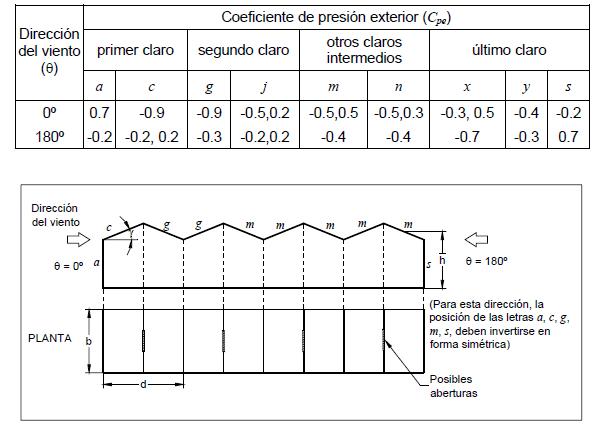 Coeficiente de presión exterior (Cpe)
Dirección del viento (θ)
primer claro segundo claro otros claros intermedios último claro
a c g j m n x y s
0º 0.7 -0.9 -0.9 -0.5,0.2 -0.5,0.5 -0.5,0.3 -0.3, 0.5 -0.4 -0.2
180º -0.2 -0.2, 0.2 -0.3 -0.2,0.2 -0.4 -0.4 -0.7 -0.3 0.7
Dirección
del viento
c γ g g m m m m m
a h s
θ = 0º
θ = 180º
(Para esta dirección, la
posición de las letras a, c, g,
m, s, deben invertirse en
forma simétrica)
PLANTA
b
d
Posibles
aberturas